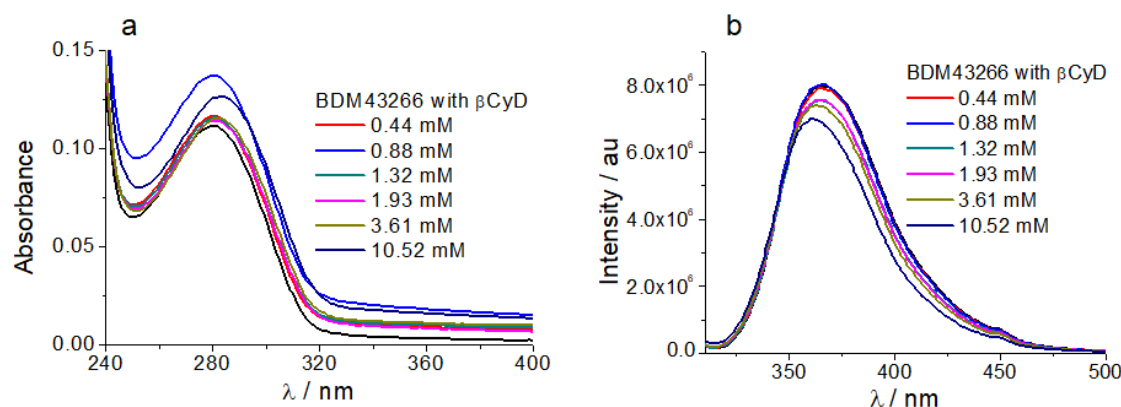 a
Absorbance
0.15
0.10
0.05
0.00
240
280
320
360
400
λ / nm
BDM43266 with βCyD
0.44 mM
0.88 mM
1.32 mM
1.93 mM
3.61 mM
10.52 mM
b
Intensity / au
8.0x10⁶
6.0x10⁶
4.0x10⁶
2.0x10⁶
0.0
350
400
450
500
λ / nm
BDM43266 with βCyD
0.44 mM
0.88 mM
1.32 mM
1.93 mM
3.61 mM
10.52 mM